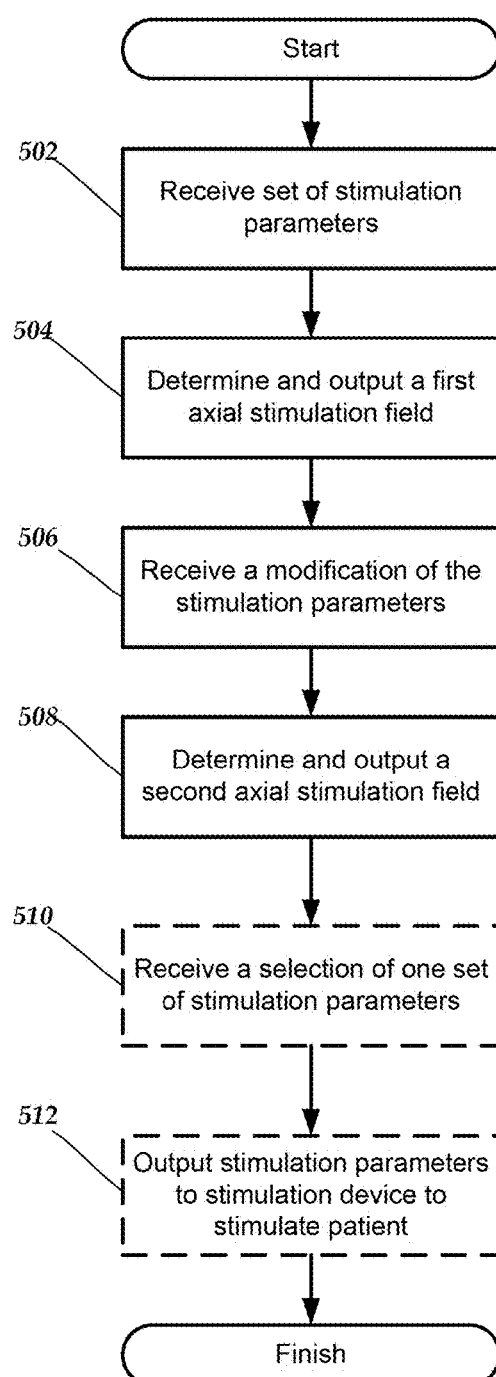 Start
502
Receive set of stimulation
parameters
504
Determine and output a first
axial stimulation field
506
Receive a modification of the
stimulation parameters
508
Determine and output a
second axial stimulation field
510
Receive a selection of one set
of stimulation parameters
512
Output stimulation parameters
to stimulation device to
stimulate patient
Finish